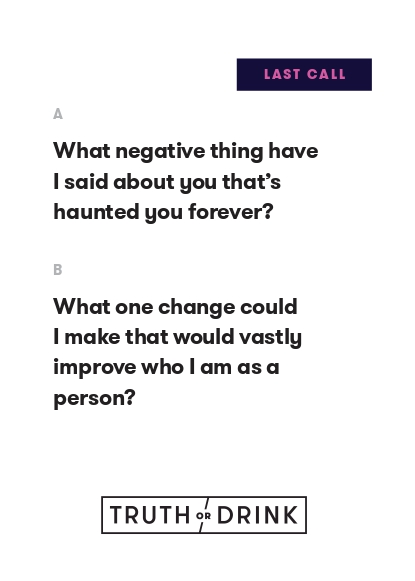 LAST CALL
A
What negative thing have
I said about you that’s
haunted you forever?
B
What one change could
I make that would vastly
improve who I am as a
person?
TRUTH OR DRINK